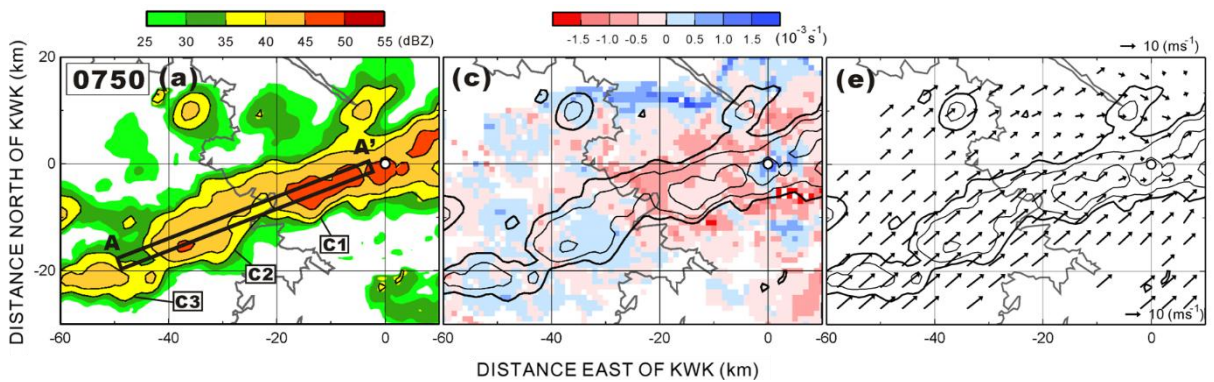 25 30 35 40 45 50 55 (dBZ)
-1.5 -1.0 -0.5 0 0.5 1.0 1.5 (10⁻³s⁻¹)
10 (ms⁻¹)
DISTANCE NORTH OF KWK (km)
20
0
-20
0750 (a)
A'
A
C1
C2
C3
(c)
(e)
10 (ms⁻¹)
-60 -40 -20 0
-60 -40 -20 0
-60 -40 -20 0
DISTANCE EAST OF KWK (km)